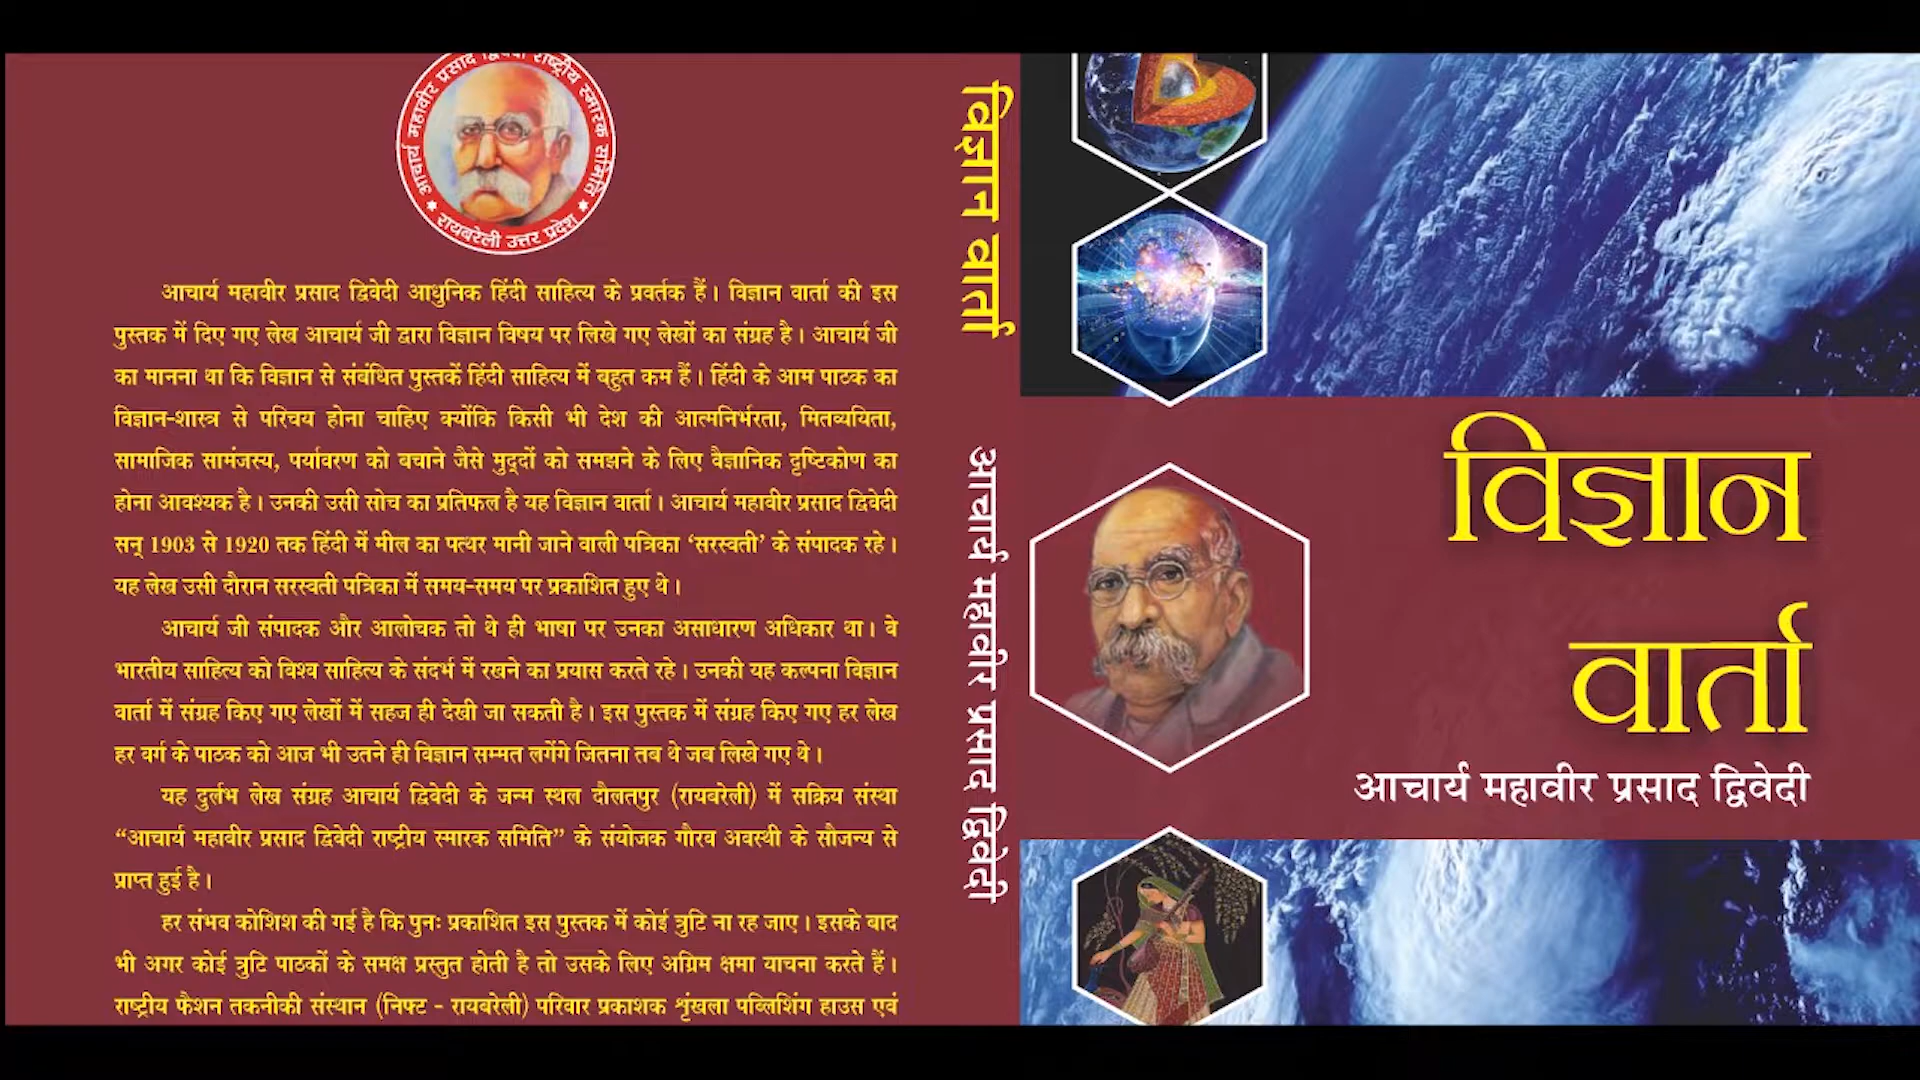 आचार्य महावीर प्रसाद द्विवेदी राष्ट्रीय स्मारक समिति
रायबरेली उत्तर प्रदेश
आचार्य महावीर प्रसाद द्विवेदी आधुनिक हिंदी साहित्य के प्रवर्तक हैं। विज्ञान वार्ता की इस
पुस्तक में दिए गए लेख आचार्य जी द्वारा विज्ञान विषय पर लिखे गए लेखों का संग्रह है। आचार्य जी
का मानना था कि विज्ञान से संबंधित पुस्तकें हिंदी साहित्य में बहुत कम हैं। हिंदी के आम पाठक का
विज्ञान-शास्त्र से परिचय होना चाहिए क्योंकि किसी भी देश की आत्मनिर्भरता, मितव्ययिता,
सामाजिक सामंजस्य, पर्यावरण को बचाने जैसे मुद्दों को समझने के लिए वैज्ञानिक दृष्टिकोण का
होना आवश्यक है। उनकी उसी सोच का प्रतिफल है यह विज्ञान वार्ता। आचार्य महावीर प्रसाद द्विवेदी
सन् 1903 से 1920 तक हिंदी में मील का पत्थर मानी जाने वाली पत्रिका ‘सरस्वती’ के संपादक रहे।
यह लेख उसी दौरान सरस्वती पत्रिका में समय-समय पर प्रकाशित हुए थे।
आचार्य जी संपादक और आलोचक तो थे ही भाषा पर उनका असाधारण अधिकार था। वे
भारतीय साहित्य को विश्व साहित्य के संदर्भ में रखने का प्रयास करते रहे। उनकी यह कल्पना विज्ञान
वार्ता में संग्रह किए गए लेखों में सहज ही देखी जा सकती है। इस पुस्तक में संग्रह किए गए हर लेख
हर वर्ग के पाठक को आज भी उतने ही विज्ञान सम्मत लगेंगे जितना तब थे जब लिखे गए थे।
यह दुर्लभ लेख संग्रह आचार्य द्विवेदी के जन्म स्थल दौलतपुर (रायबरेली) में सक्रिय संस्था
“आचार्य महावीर प्रसाद द्विवेदी राष्ट्रीय स्मारक समिति” के संयोजक गौरव अवस्थी के सौजन्य से
प्राप्त हुई है।
हर संभव कोशिश की गई है कि पुनः प्रकाशित इस पुस्तक में कोई त्रुटि ना रह जाए। इसके बाद
भी अगर कोई त्रुटि पाठकों के समक्ष प्रस्तुत होती है तो उसके लिए अग्रिम क्षमा याचना करते हैं।
राष्ट्रीय फैशन तकनीकी संस्थान (निफ्ट - रायबरेली) परिवार प्रकाशक शृंखला पब्लिशिंग हाउस एवं
विज्ञान वार्ता
आचार्य महावीर प्रसाद द्विवेदी
विज्ञान
वार्ता
आचार्य महावीर प्रसाद द्विवेदी